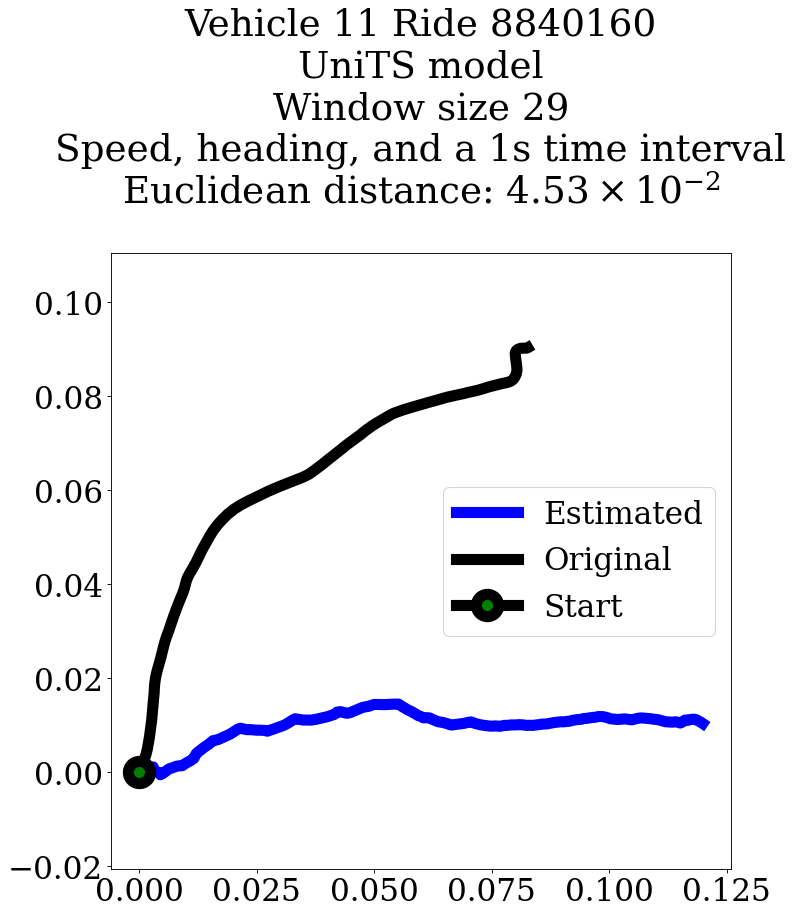 Vehicle 11 Ride 8840160
UniTS model
Window size 29
Speed, heading, and a 1s time interval
Euclidean distance: 4.53 × 10⁻²
0.10
0.08
0.06
0.04
0.02
0.00
−0.02
Estimated
Original
Start
0.000 0.025 0.050 0.075 0.100 0.125